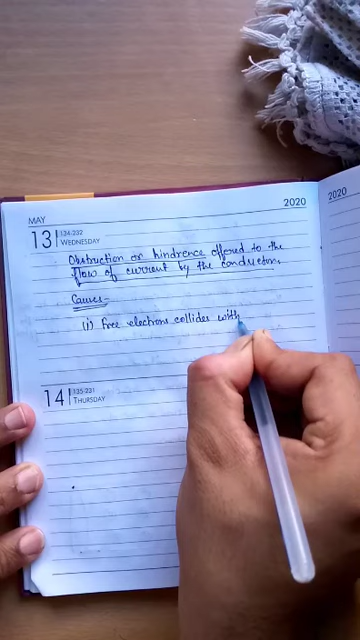 MAY 2020 2020
13 134-232
WEDNESDAY
Obstruction or hindrence offered to the
flow of current by the conductor.
Causes
(i) Free electrons collides with
14 135-231
THURSDAY